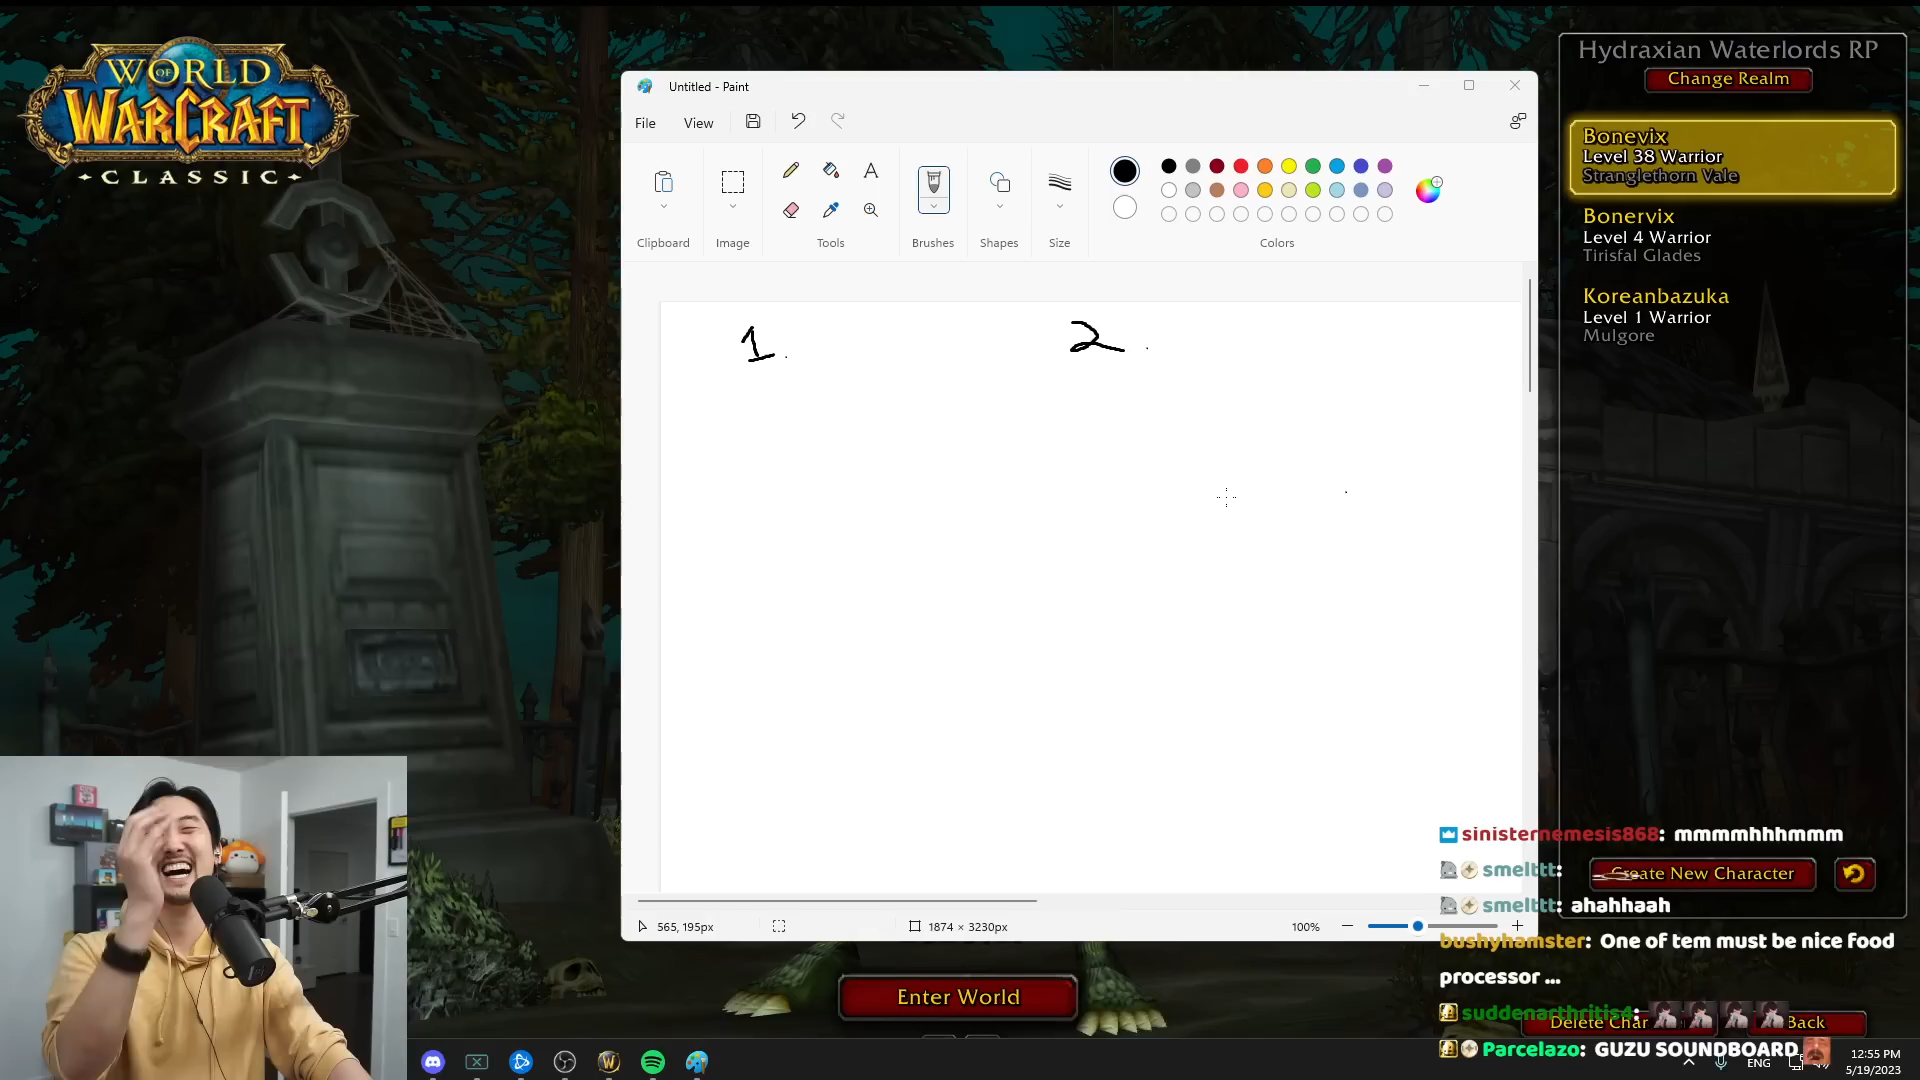 WORLD
OF
WARCRAFT
CLASSIC
Untitled - Paint
File
View
Clipboard
Image
Tools
Brushes
Shapes
Size
Colors
1.
2.
565, 195px
1874 × 3230px
100%
Hydraxian Waterlords RP
Change Realm
Bonevix
Level 38 Warrior
Stranglethorn Vale
Bonervix
Level 4 Warrior
Tirisfal Glades
Koreanbazuka
Level 1 Warrior
Mulgore
sinisternemesis868: mmmmhhhmmm
smelttt:
Create New Character
smelttt: ahahhaah
bushyhamster: One of tem must be nice food
processor ...
suddenarthritis4:
Delete Char
Back
Parcelazo: GUZU SOUNDBOARD
Enter World
ENG
12:55 PM
5/19/2023